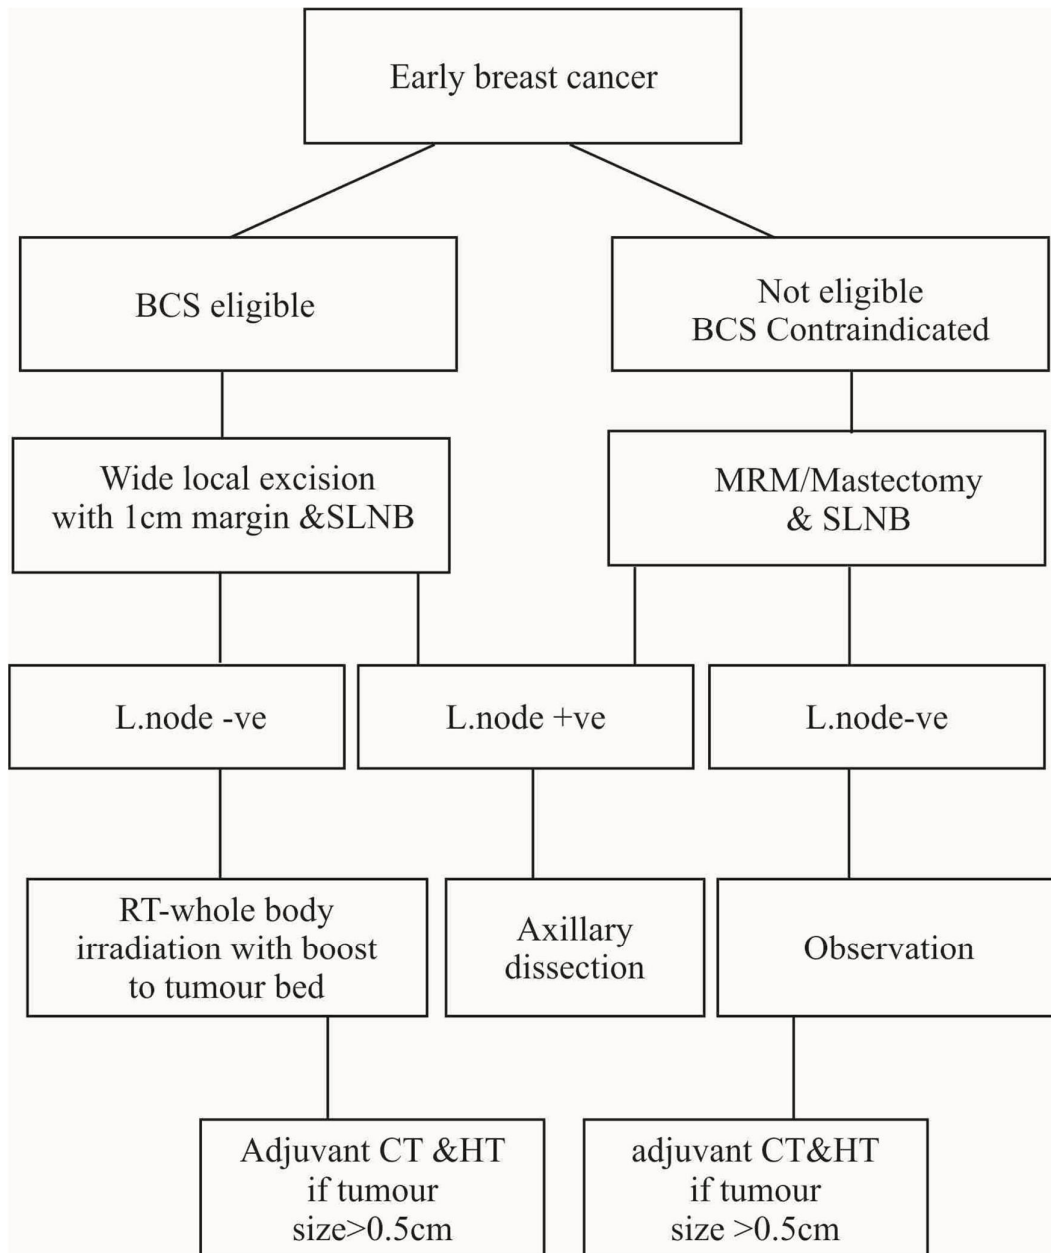 Early breast cancer
BCS eligible
Not eligible
BCS Contraindicated
Wide local excision
with 1cm margin &SLNB
MRM/Mastectomy
& SLNB
L.node -ve
L.node +ve
L.node-ve
RT-whole body
irradiation with boost
to tumour bed
Axillary
dissection
Observation
Adjuvant CT &HT
if tumour
size>0.5cm
adjuvant CT&HT
if tumour
size >0.5cm